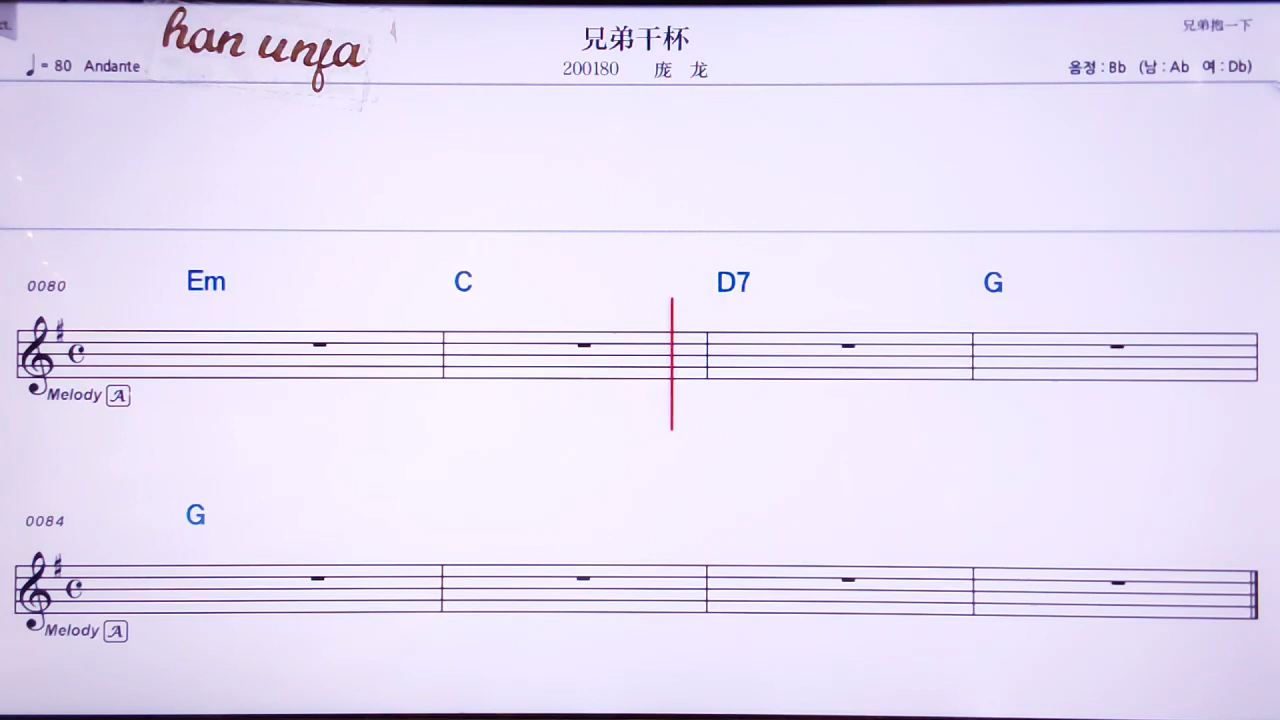 han unfa
兄弟干杯
兄弟抱一下
= 80 Andante
200180 庞 龙
음정 : Bb (남 : Ab 여 : Db)
0080 Em C D7 G
Melody A
0084 G
Melody A